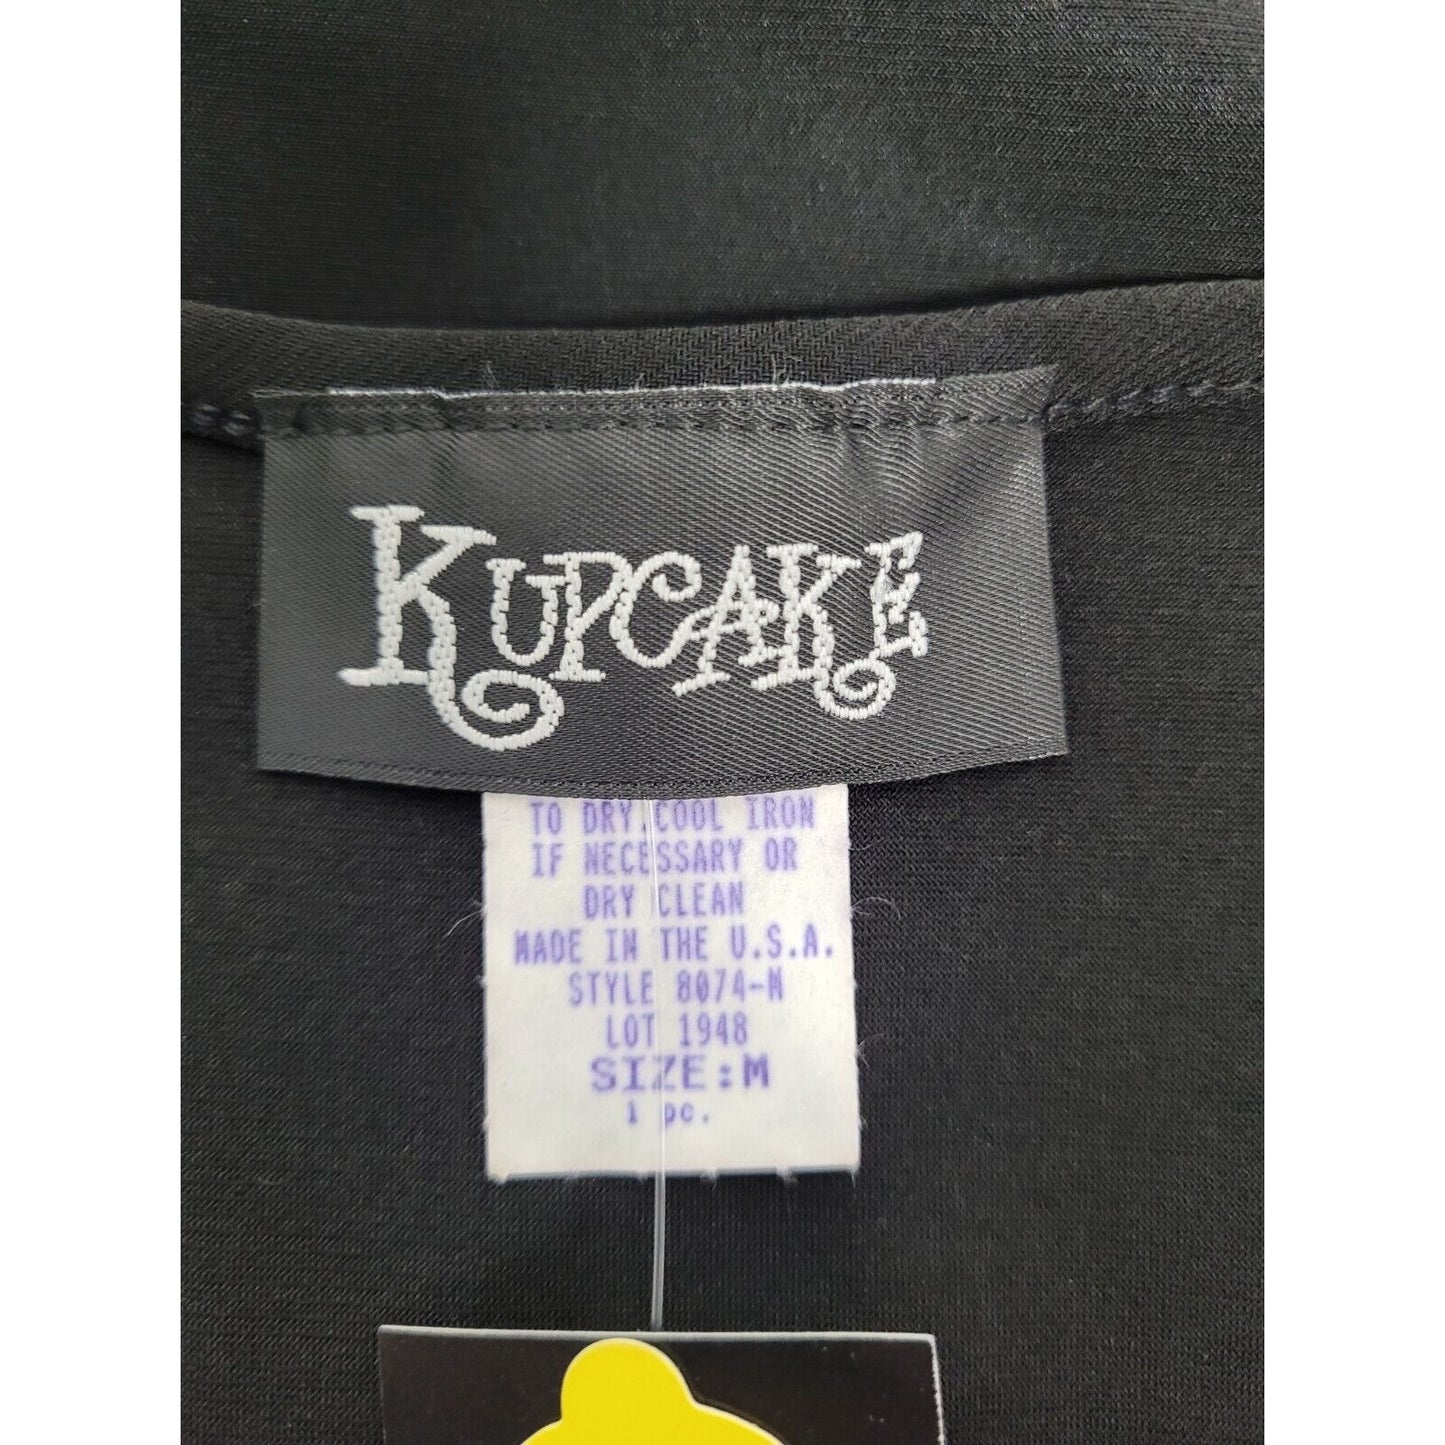 KUPCAKE
TO DRY.COOL IRON
IF NECESSARY OR
DRY CLEAN
MADE IN THE U.S.A.
STYLE 8074-M
LOT 1948
SIZE:M
1 pc.